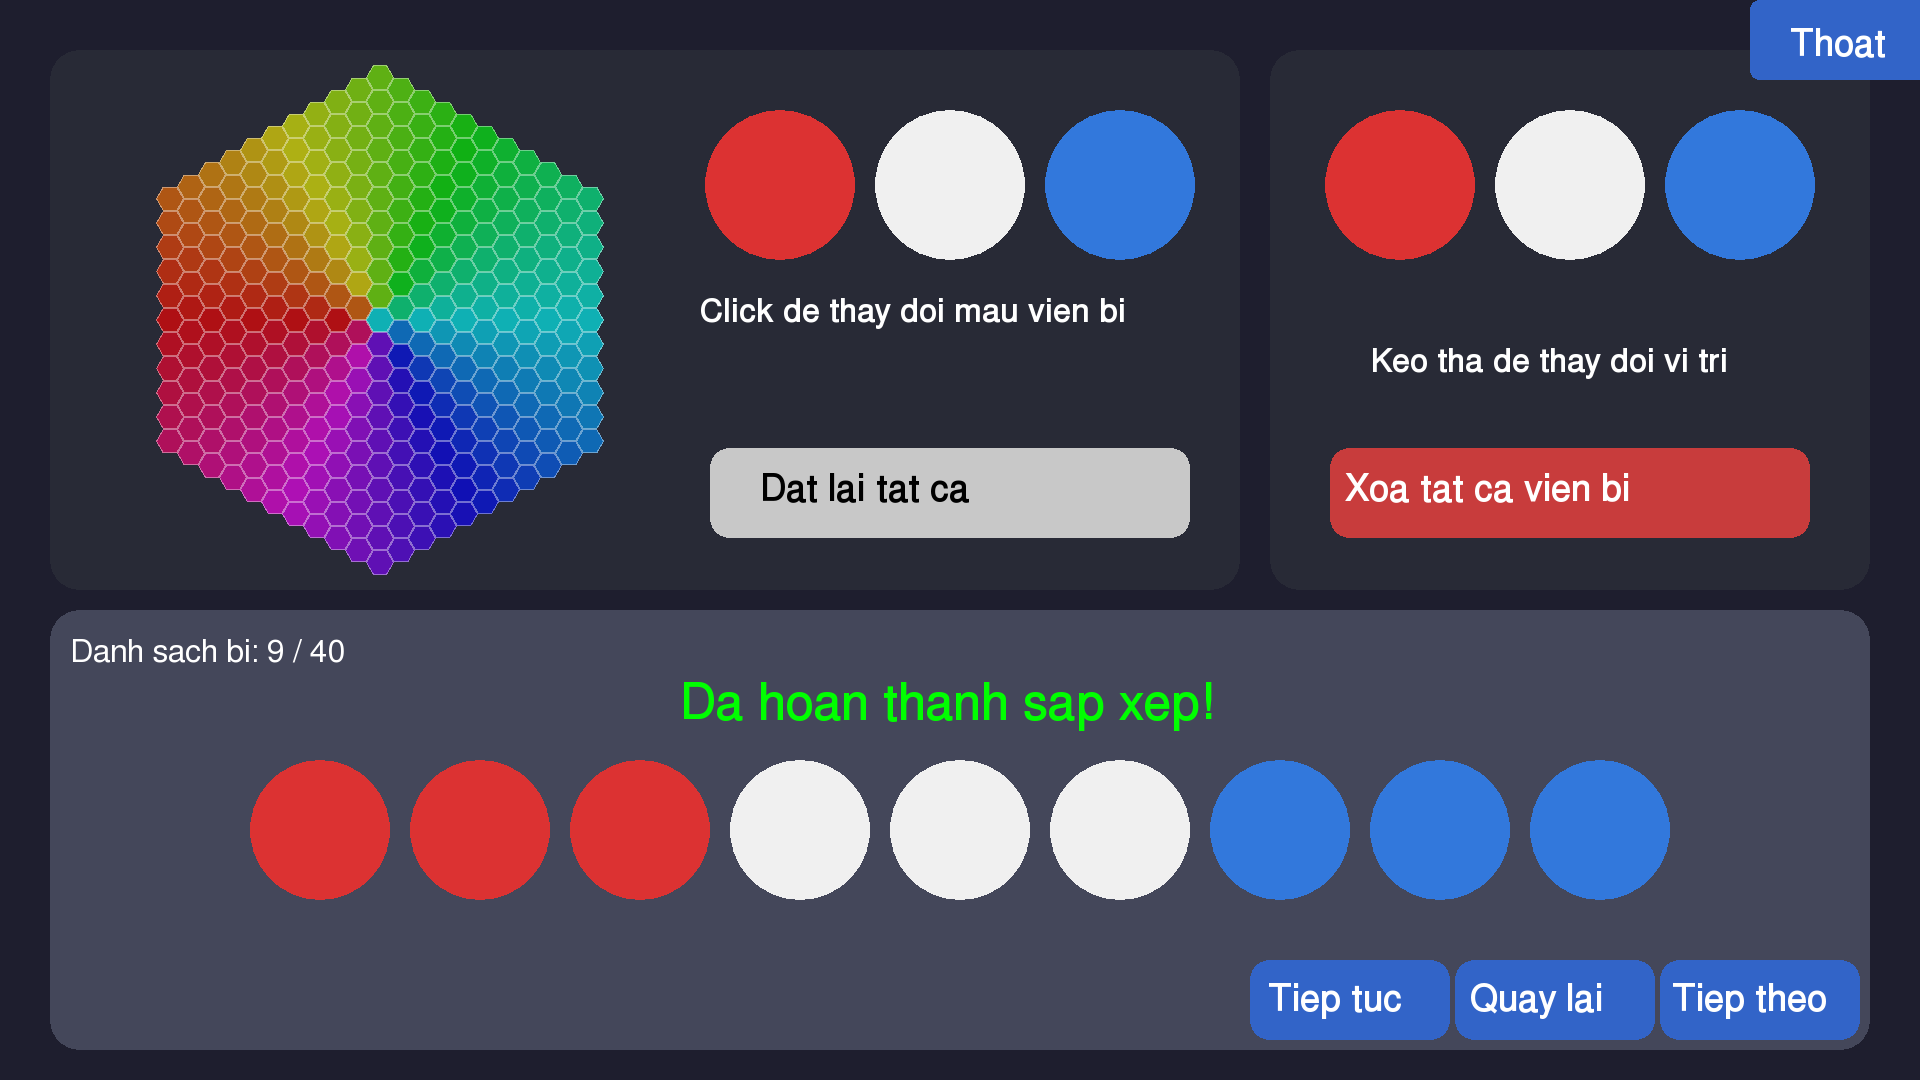 Thoat
Click de thay doi mau vien bi
Keo tha de thay doi vi tri
Dat lai tat ca
Xoa tat ca vien bi
Danh sach bi: 9 / 40
Da hoan thanh sap xep!
Tiep tuc
Quay lai
Tiep theo